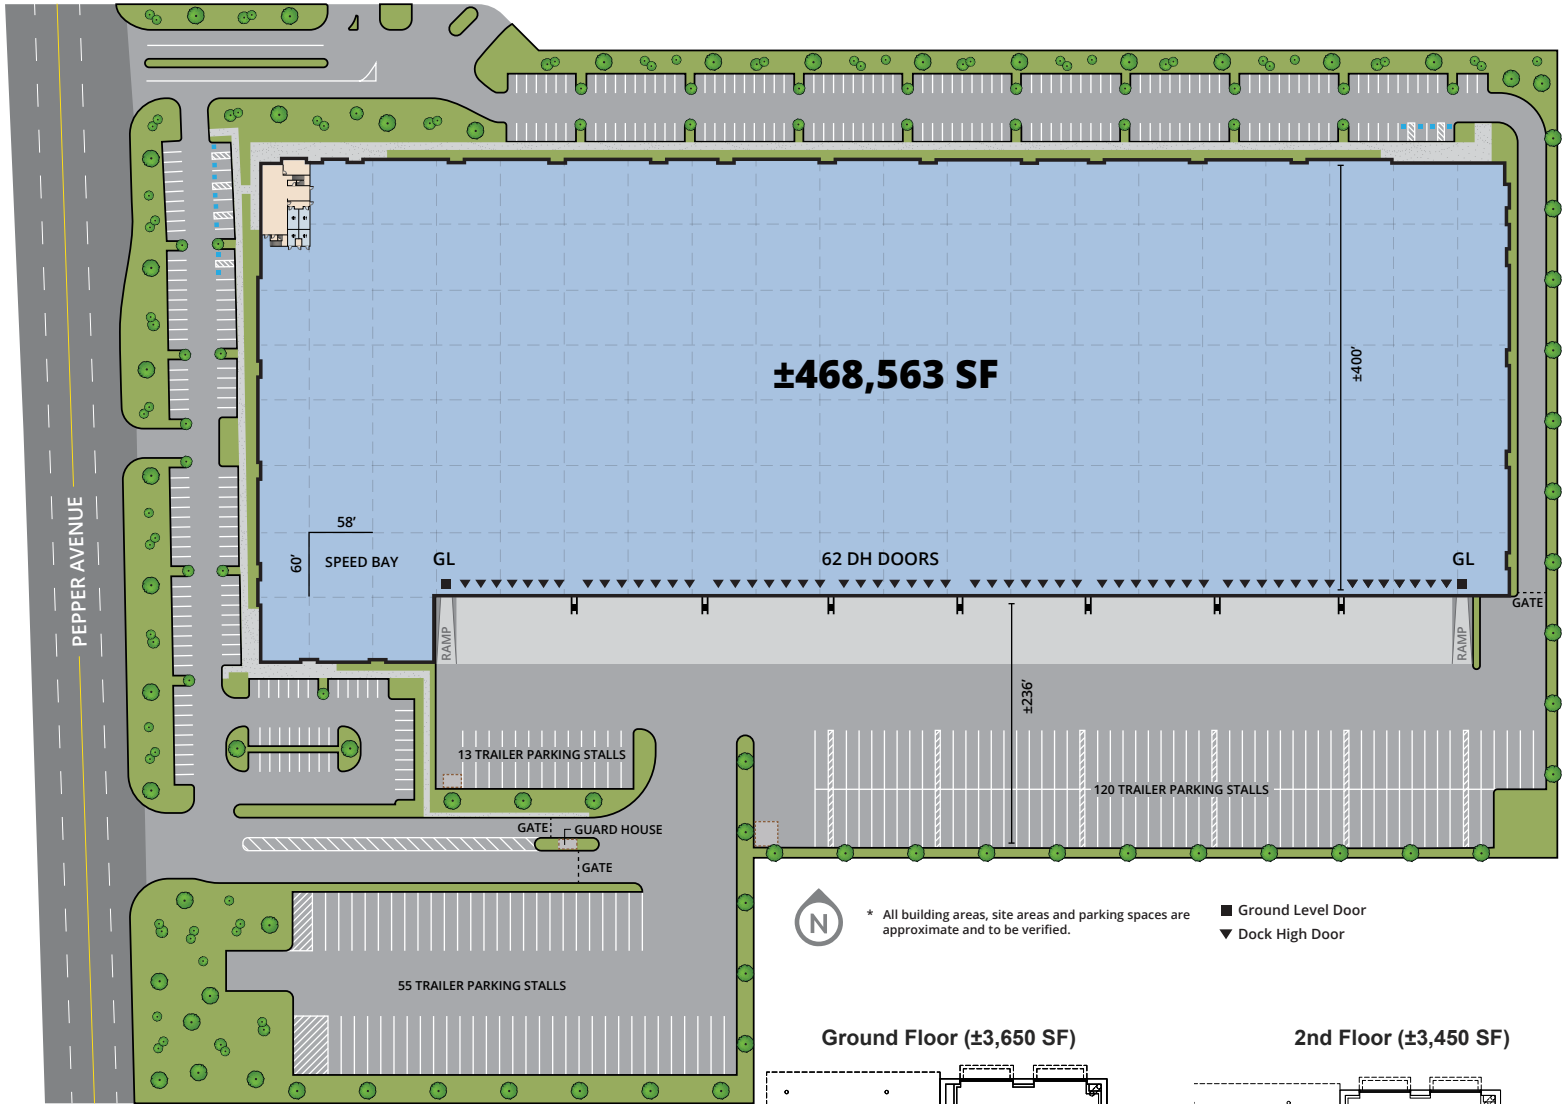 ±468,563 SF
±400’
58’
60’
SPEED BAY
GL
62 DH DOORS
GL
PEPPER AVENUE
RAMP
RAMP
GATE
±236’
13 TRAILER PARKING STALLS
120 TRAILER PARKING STALLS
GATE
GUARD HOUSE
GATE
55 TRAILER PARKING STALLS
N
* All building areas, site areas and parking spaces are
approximate and to be verified.
Ground Level Door
Dock High Door
Ground Floor (±3,650 SF)
2nd Floor (±3,450 SF)